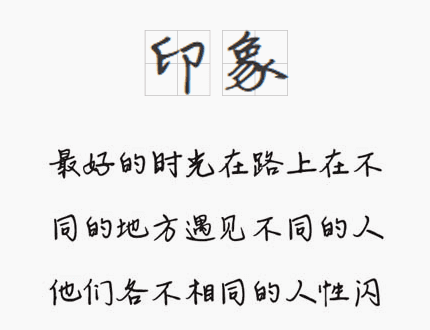 印象
最好的时光在路上在不
同的地方遇见不同的人
他们各不相同的人性闪